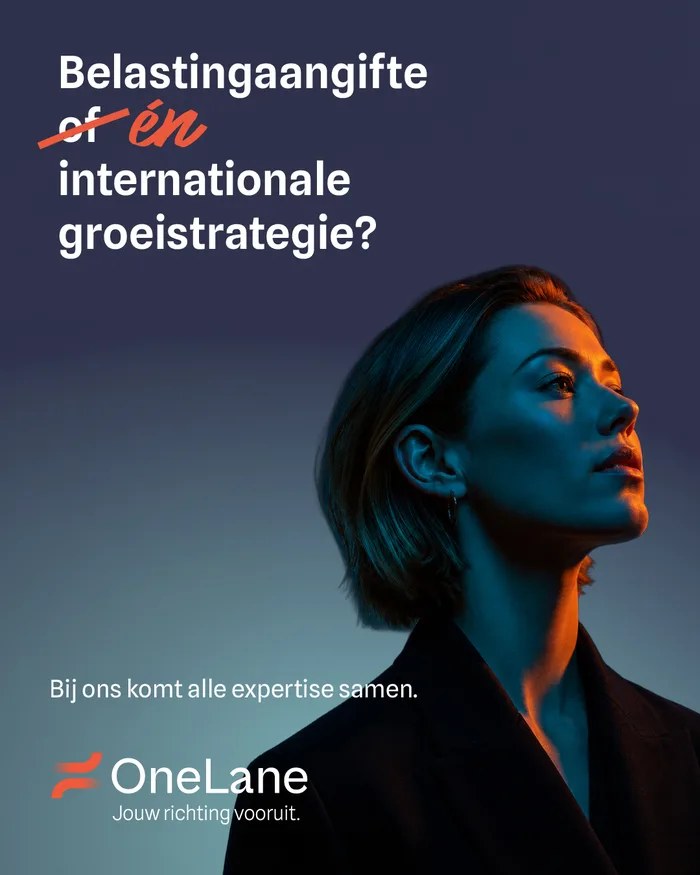 Belastingaangifte
of én
internationale
groeistrategie?
Bij ons komt alle expertise samen.
OneLane
Jouw richting vooruit.